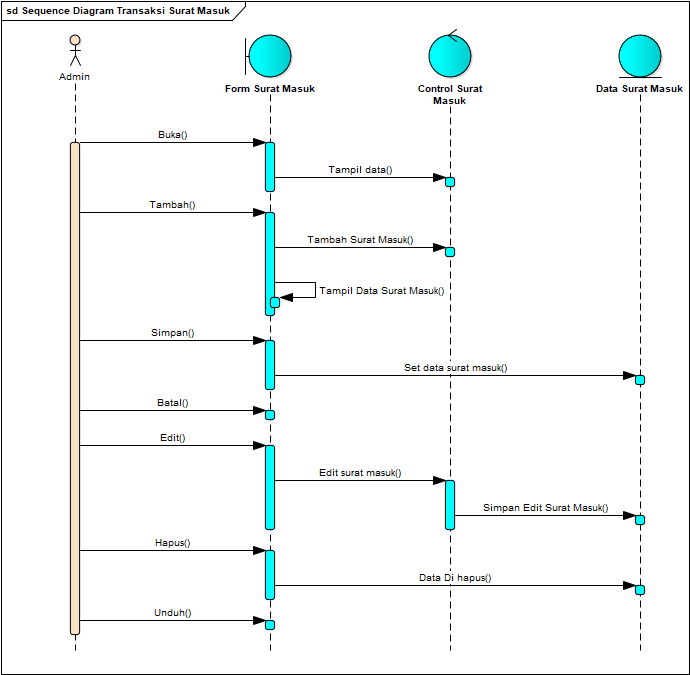 sd Sequence Diagram Transaksi Surat Masuk
Admin
Form Surat Masuk
Control Surat
Masuk
Data Surat Masuk
Buka()
Tampil data()
Tambah()
Tambah Surat Masuk()
Tampil Data Surat Masuk()
Simpan()
Set data surat masuk()
Batal()
Edit()
Edit surat masuk()
Simpan Edit Surat Masuk()
Hapus()
Data Di hapus()
Unduh()